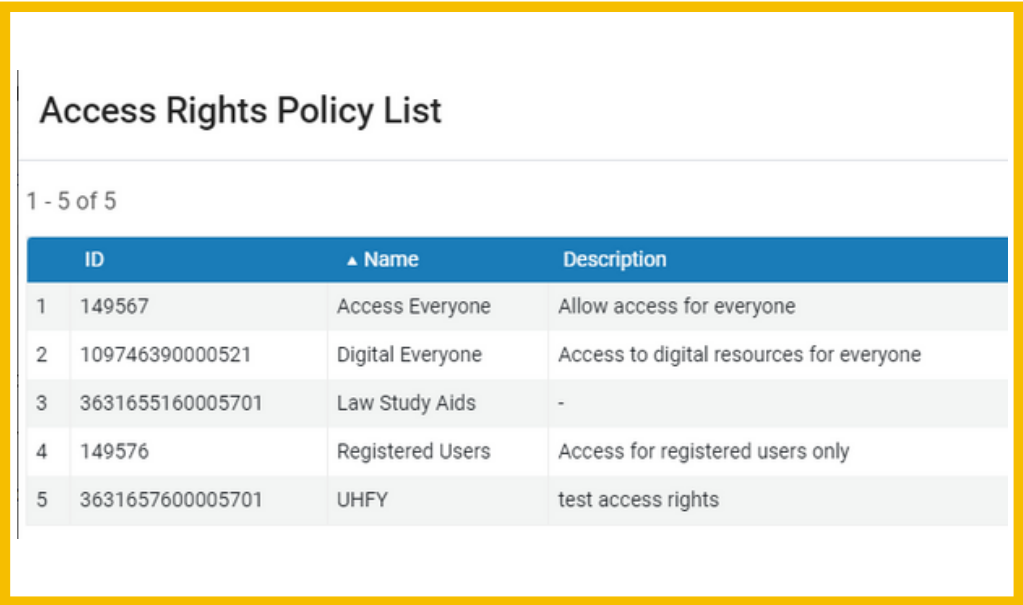 Access Rights Policy List
1 - 5 of 5
ID ▲ Name Description
1 149567 Access Everyone Allow access for everyone
2 109746390000521 Digital Everyone Access to digital resources for everyone
3 3631655160005701 Law Study Aids -
4 149576 Registered Users Access for registered users only
5 3631657600005701 UHFY test access rights